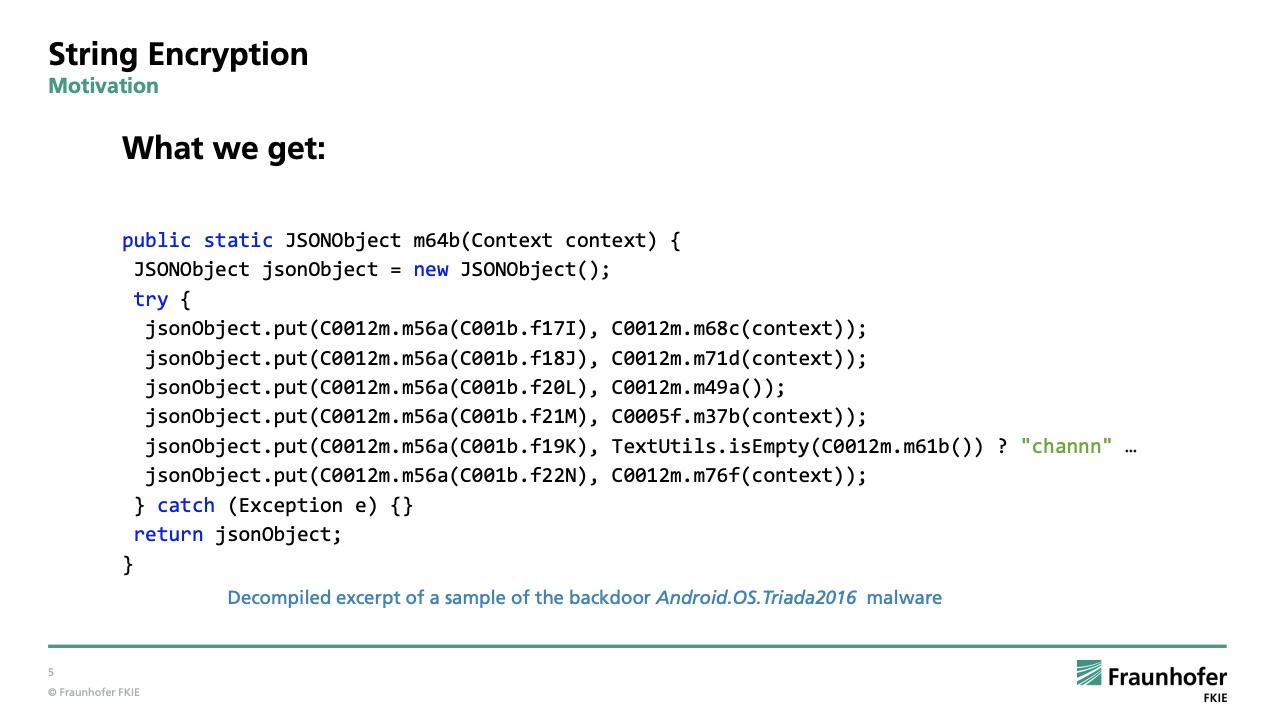 String Encryption
Motivation
What we get:
public static JSONObject m64b(Context context) {
JSONObject jsonObject = new JSONObject();
try {
jsonObject.put(C0012m.m56a(C001b.f17I), C0012m.m68c(context));
jsonObject.put(C0012m.m56a(C001b.f18J), C0012m.m71d(context));
jsonObject.put(C0012m.m56a(C001b.f20L), C0012m.m49a());
jsonObject.put(C0012m.m56a(C001b.f21M), C0005f.m37b(context));
jsonObject.put(C0012m.m56a(C001b.f19K), TextUtils.isEmpty(C0012m.m61b()) ? "channn" …
jsonObject.put(C0012m.m56a(C001b.f22N), C0012m.m76f(context));
} catch (Exception e) {}
return jsonObject;
}
Decompiled excerpt of a sample of the backdoor Android.OS.Triada2016 malware
5
© Fraunhofer FKIE
Fraunhofer
FKIE